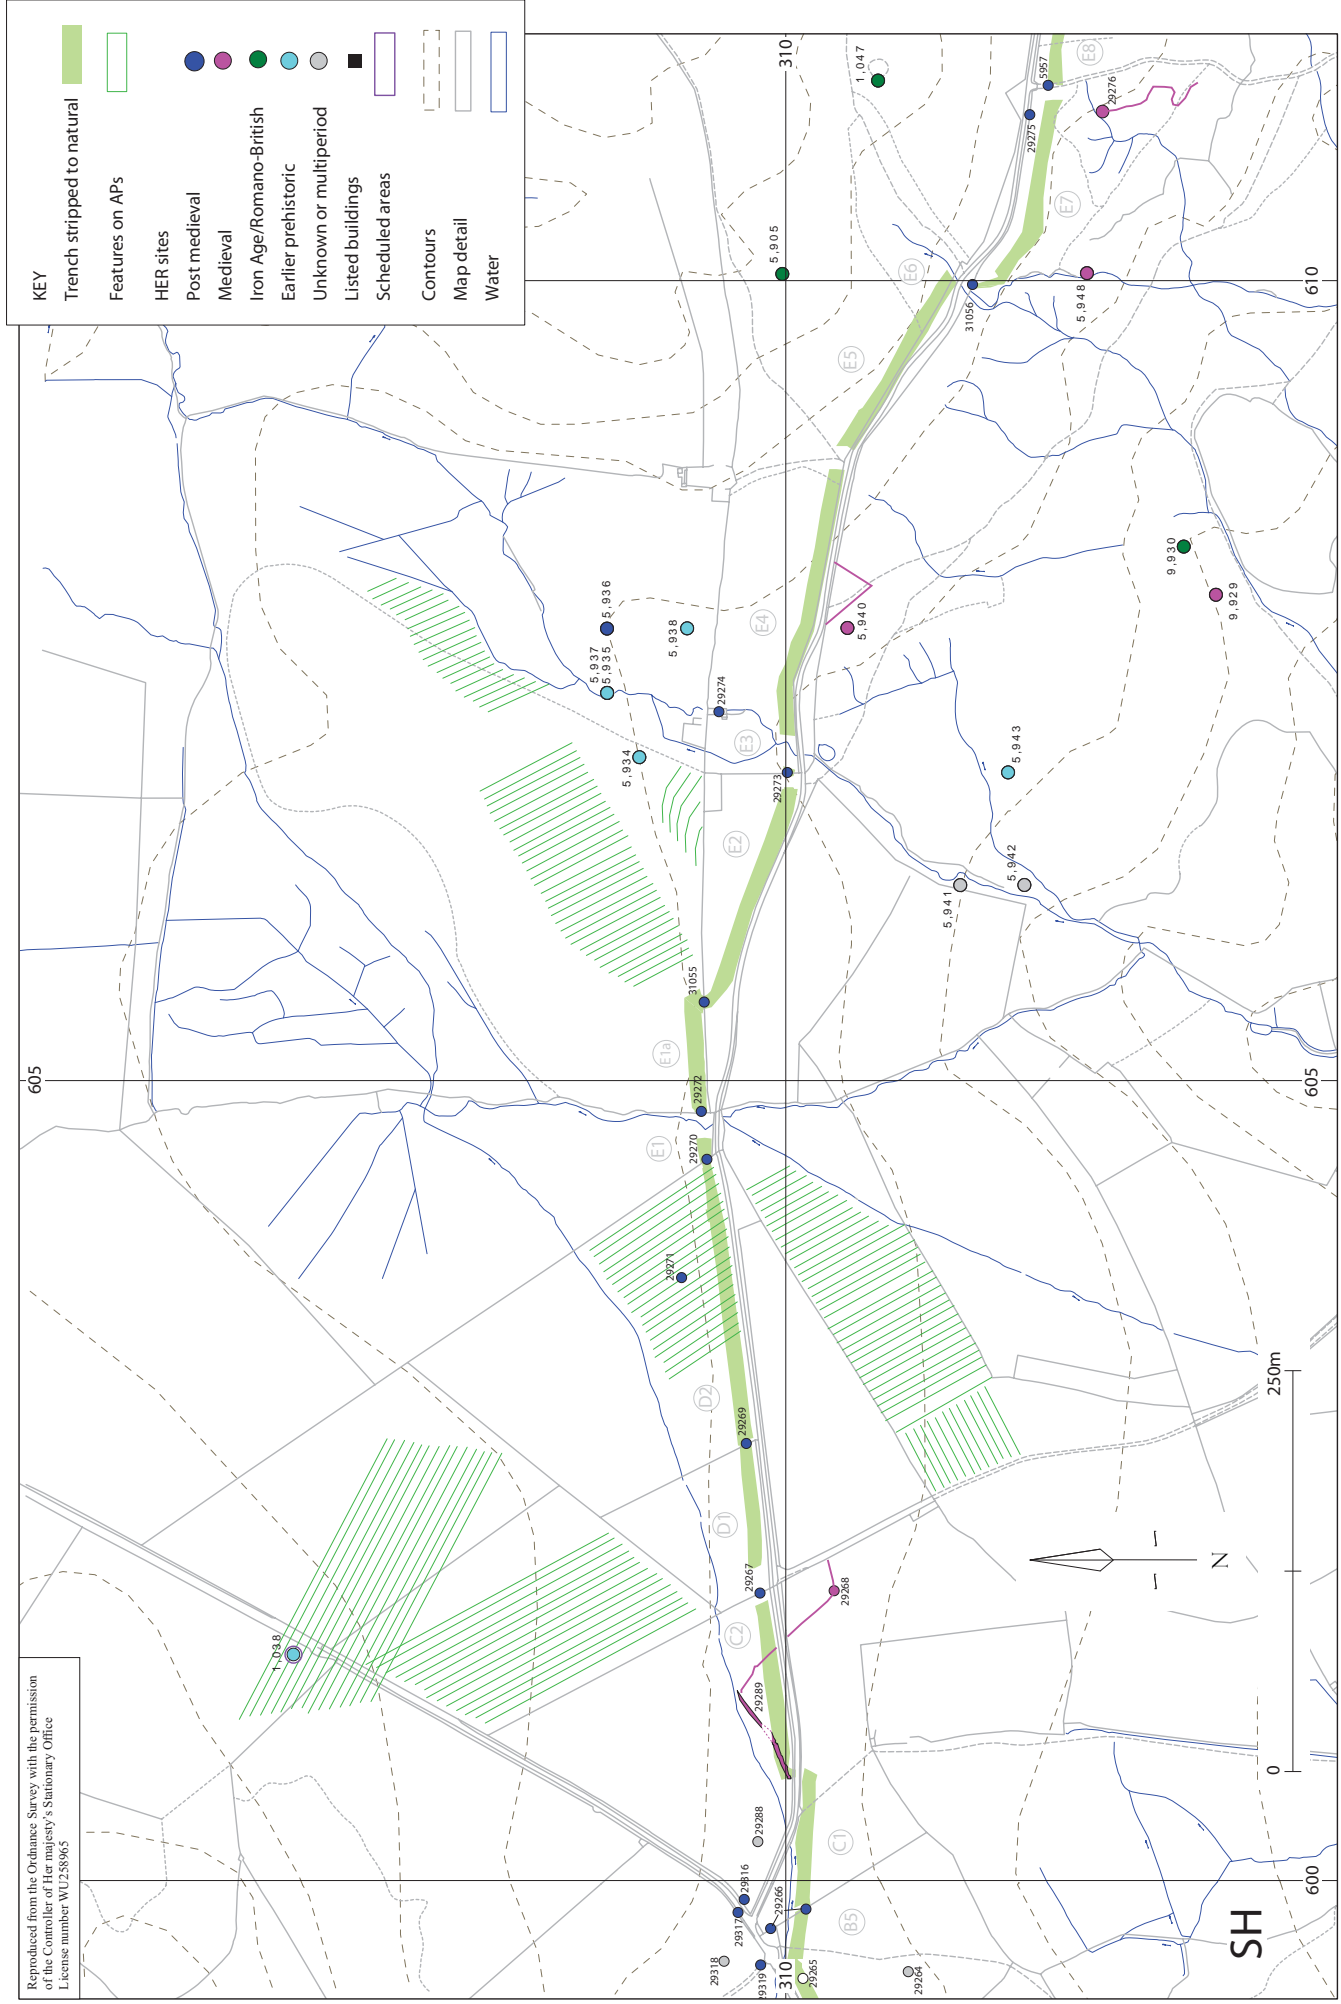 Reproduced from the Ordnance Survey with the permission
of the Controller of Her majesty's Stationary Office
License number WU258965
KEY
Trench stripped to natural
Features on APs
HER sites
Post medieval
Medieval
Iron Age/Romano-British
Earlier prehistoric
Unknown or multiperiod
Listed buildings
Scheduled areas
Contours
Map detail
Water
605
310
1,038
1,047
5,905
5,937
5,935
5,936
5,938
5,934
29274
E3
E4
E5
E6
E7
E8
5957
29275
29276
31056
5,948
5,940
9,930
9,929
5,943
5,942
5,941
29273
E2
31055
E1a
29272
E1
29270
29271
D2
29269
D1
29267
29268
C2
29289
29288
C1
29316
29317
29266
29318
29319
310
29265
B5
29264
600
605
610
SH
0
250m
N